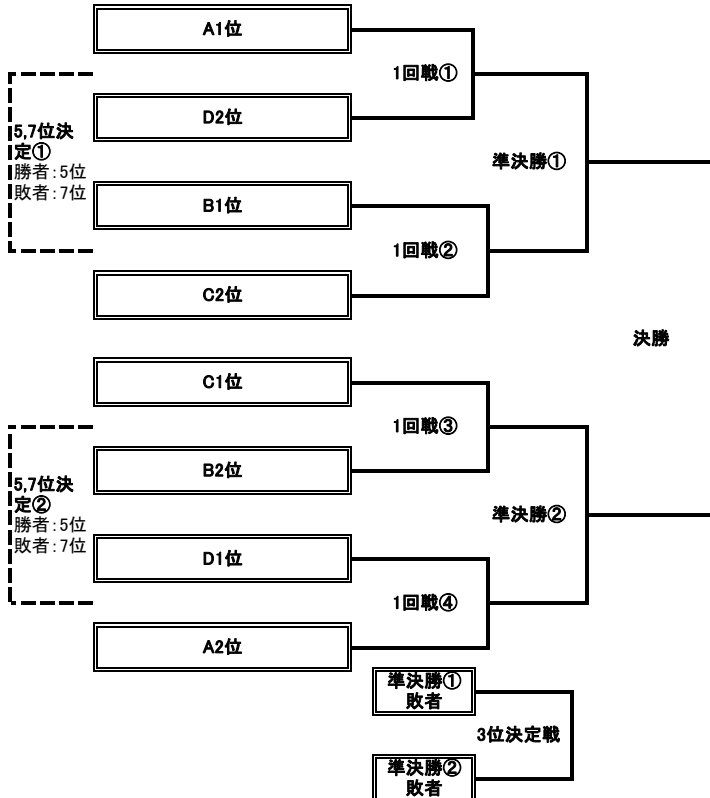 A1位
1回戦①
D2位
5,7位決
定①
勝者:5位
敗者:7位
準決勝①
B1位
1回戦②
C2位
決勝
C1位
1回戦③
B2位
5,7位決
定②
勝者:5位
敗者:7位
準決勝②
D1位
1回戦④
A2位
準決勝①
敗者
3位決定戦
準決勝②
敗者